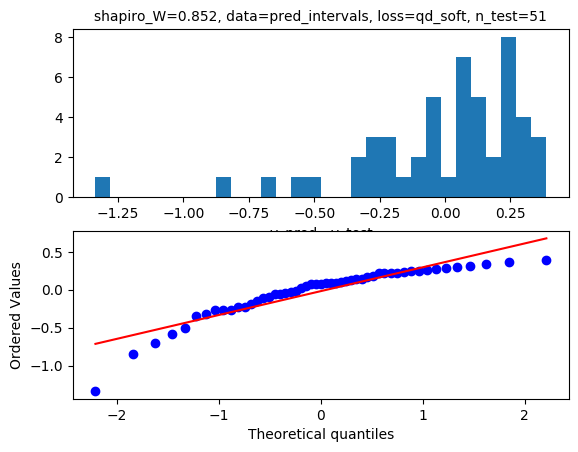 shapiro_W=0.852, data=pred_intervals, loss=qd_soft, n_test=51
8
6
4
2
0
−1.25 −1.00 −0.75 −0.50 −0.25 0.00 0.25
0.5
0.0
−0.5
−1.0
Ordered Values
−2 −1 0 1 2
Theoretical quantiles